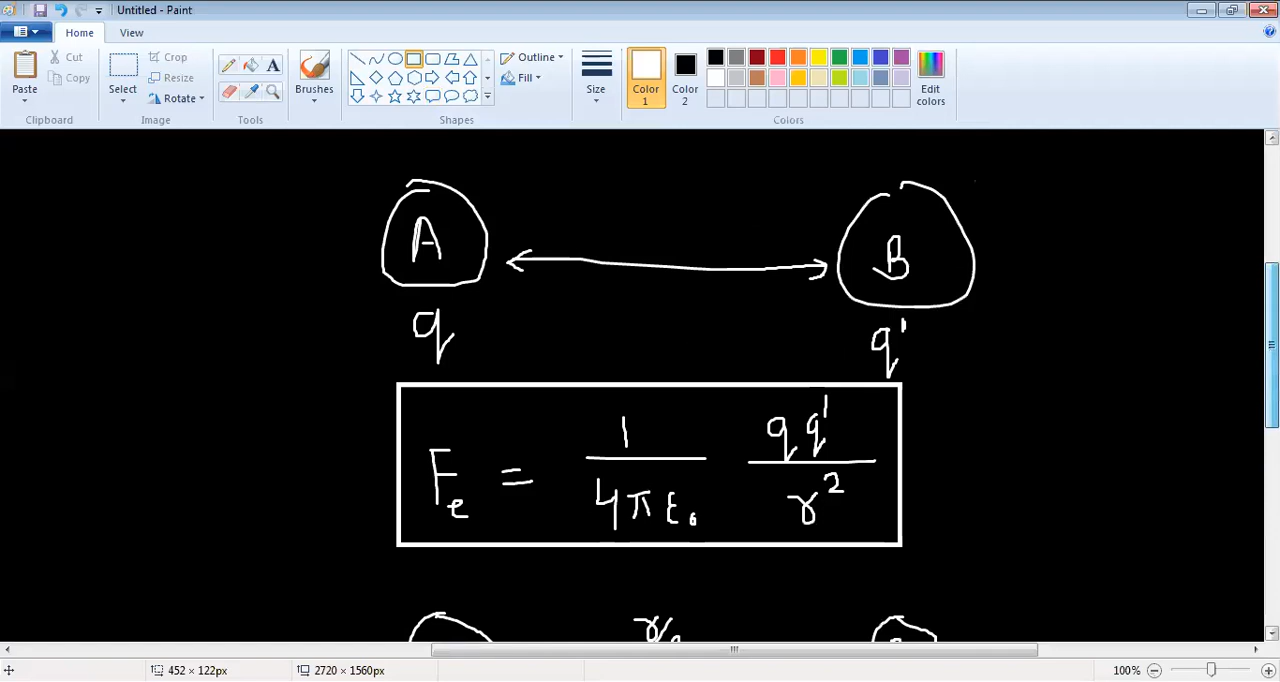 Untitled - Paint
Home View
Paste
Cut
Copy
Clipboard
Select
Crop
Resize
Rotate
Image
A
Tools
Brushes
Outline
Fill
Shapes
Size
Color 1
Color 2
Edit colors
Colors
A B
q q'
Fe = 1/4πε₀ qq'/r²
452 × 122px 2720 × 1560px 100%